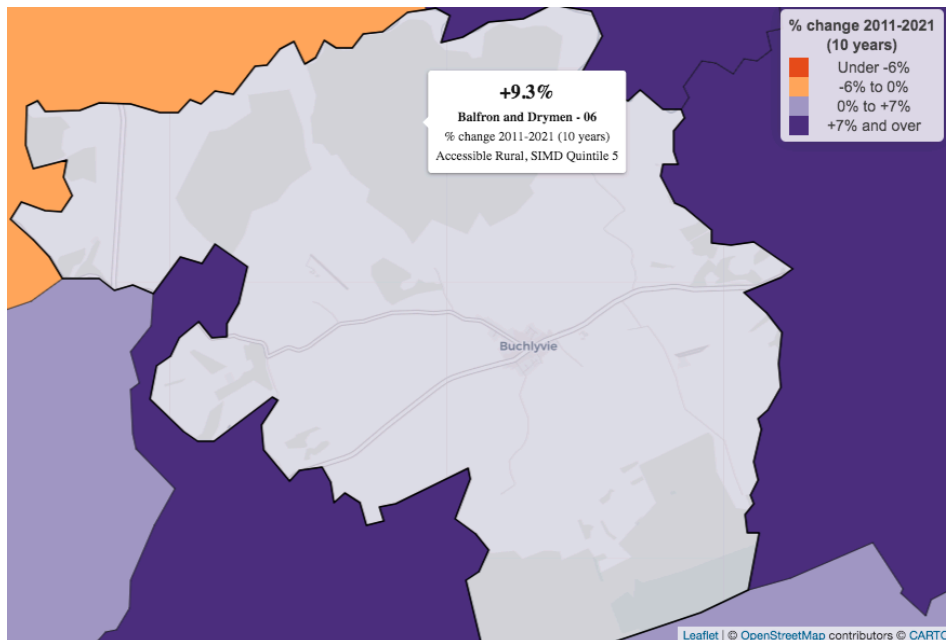 % change 2011-2021
(10 years)
Under -6%
-6% to 0%
0% to +7%
+7% and over
+9.3%
Balfron and Drymen - 06
% change 2011-2021 (10 years)
Accessible Rural, SIMD Quintile 5
Buchlyvie
Leaflet | © OpenStreetMap contributors © CARTO